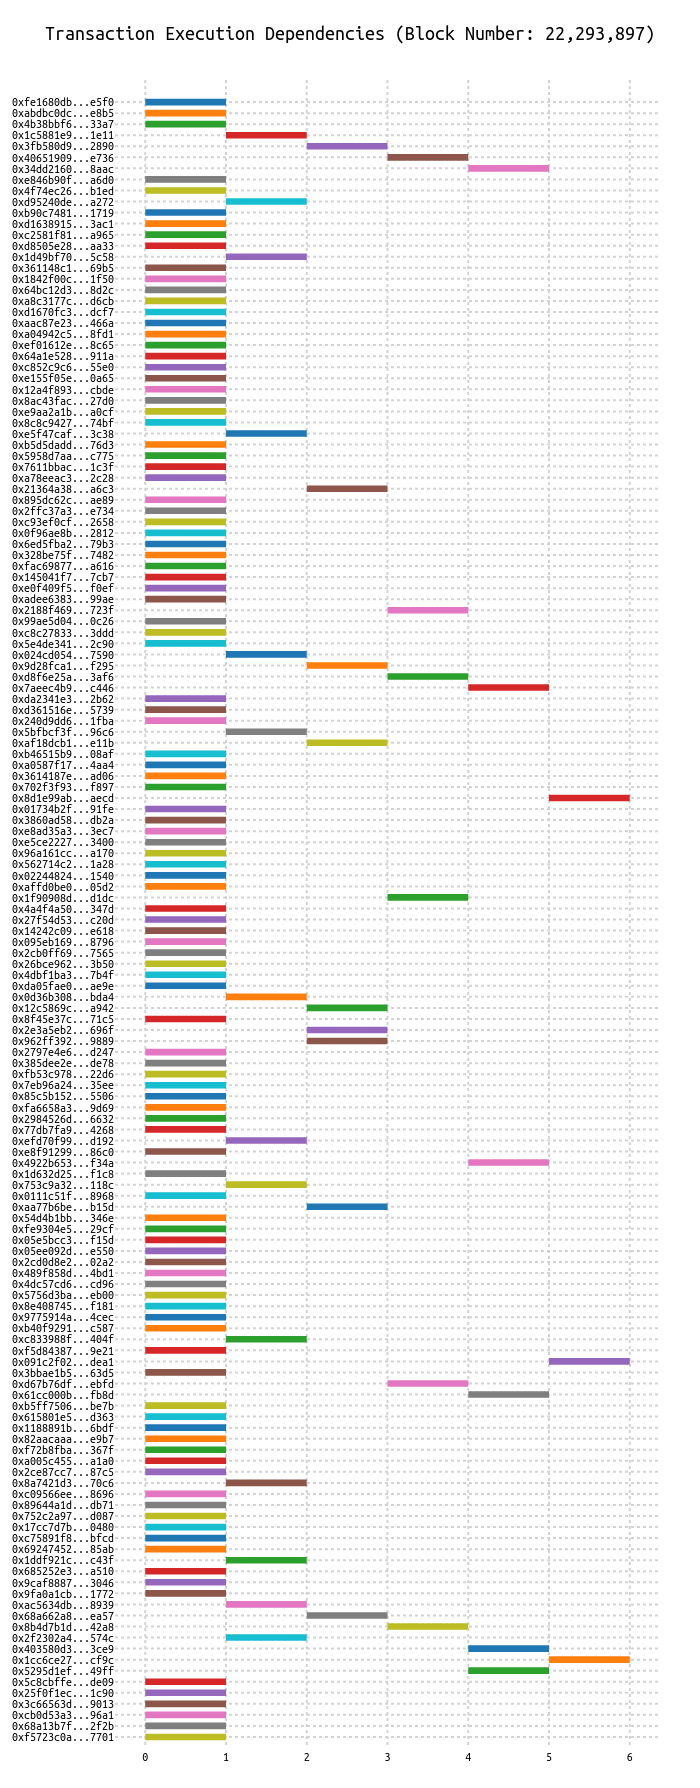 Transaction Execution Dependencies (Block Number: 22,293,897)
0xfe1680db...e5f0
0xabdbc0dc...e8b5
0x4b38bbf6...33a7
0x1c5881e9...1e11
0x3fb580d9...2890
0x40651909...e736
0x34dd2160...8aac
0xe846b90f...a6d0
0x4f74ec26...b1ed
0xd95240de...a272
0xb90c7481...1719
0xd1638915...3ac1
0xc2581f81...a965
0xd8505e28...aa33
0x1d49bf70...5c58
0x361148c1...69b5
0x1842f00c...1f50
0x64bc12d3...8d2c
0xa8c3177c...d6cb
0xd1670fc3...dcf7
0xaac87e23...466a
0xa04942c5...8fd1
0xef01612e...8c65
0x64a1e528...911a
0xc852c9c6...55e0
0xe155f05e...0a65
0x12a4f893...cbde
0x8ac43fac...27d0
0xe9aa2a1b...a0cf
0x8c8c9427...74bf
0xe5f47caf...3c38
0xb5d5dadd...76d3
0x5958d7aa...c775
0x7611bbac...1c3f
0xa78eeac3...2c28
0x21364a38...a6c3
0x895dc62c...ae89
0x2ffc37a3...e734
0xc93ef0cf...2658
0x0f96ae8b...2812
0x6ed5fba2...79b3
0x328be75f...7482
0xfac69877...a616
0x145041f7...7cb7
0xe0f409f5...f0ef
0xadee6383...99ae
0x2188f469...723f
0x99ae5d04...0c26
0xc8c27833...3ddd
0x5e4de341...2c90
0x024cd054...7590
0x9d28fca1...f295
0xd8f6e25a...3af6
0x7aeec4b9...c446
0xda2341e3...2b62
0xd361516e...5739
0x240d9dd6...1fba
0x5bfbcf3f...96c6
0xaf18dcb1...e11b
0xb46515b9...08af
0xa0587f17...4aa4
0x3614187e...ad06
0x702f3f93...f897
0x8d1e99ab...aecd
0x01734b2f...91fe
0x3860ad58...db2a
0xe8ad35a3...3ec7
0xe5ce2227...3400
0x96a161cc...a170
0x562714c2...1a28
0x02244824...1540
0xaffd0be0...05d2
0x1f90908d...d1dc
0x4a4f4a50...347d
0x27f54d53...c20d
0x14242c09...e618
0x095eb169...8796
0x2cb0ff69...7565
0x26bce962...3b50
0x4dbf1ba3...7b4f
0xda05fae0...ae9e
0x0d36b308...bda4
0x12c5869c...a942
0x8f45e37c...71c5
0x2e3a5eb2...696f
0x962ff392...9889
0x2797e4e6...d247
0x385dee2e...de78
0xfb53c978...22d6
0x7eb96a24...35ee
0x85c5b152...5506
0xfa6658a3...9d69
0x2984526d...6632
0x77db7fa9...4268
0xefd70f99...d192
0xe8f91299...86c0
0x4922b653...f34a
0x1d632d25...f1c8
0x753c9a32...118c
0x0111c51f...8968
0xaa77b6be...b15d
0x54d4b1bb...346e
0xfe9304e5...29cf
0x05e5bcc3...f15d
0x05ee092d...e550
0x2cd0d8e2...02a2
0x489f858d...4bd1
0x4dc57cd6...cd96
0x5756d3ba...eb00
0x8e408745...f181
0x9775914a...4cec
0xb40f9291...c587
0xc833988f...404f
0xf5d84387...9e21
0x091c2f02...dea1
0x3bbae1b5...63d5
0xd67b76df...ebfd
0x61cc000b...fb8d
0xb5ff7506...be7b
0x615801e5...d363
0x1188891b...6bdf
0x82aacaaa...e9b7
0xf72b8fba...367f
0xa005c455...a1a0
0x2ce87cc7...87c5
0x8a7421d3...70c6
0xc09566ee...8696
0x89644a1d...db71
0x752c2a97...d087
0x17cc7d7b...0480
0xc75891f8...bfcd
0x69247452...85ab
0x1ddf921c...c43f
0x685252e3...a510
0x9caf8887...3046
0x9fa0a1cb...1772
0xac5634db...8939
0x68a662a8...ea57
0x8b4d7b1d...42a8
0x2f2302a4...574c
0x403580d3...3ce9
0x1cc6ce27...cf9c
0x5295d1ef...49ff
0x5c8cbffe...de09
0x25f0f1ec...1c90
0x3c66563d...9013
0xcb0d53a3...96a1
0x68a13b7f...2f2b
0xf5723c0a...7701
0 1 2 3 4 5 6